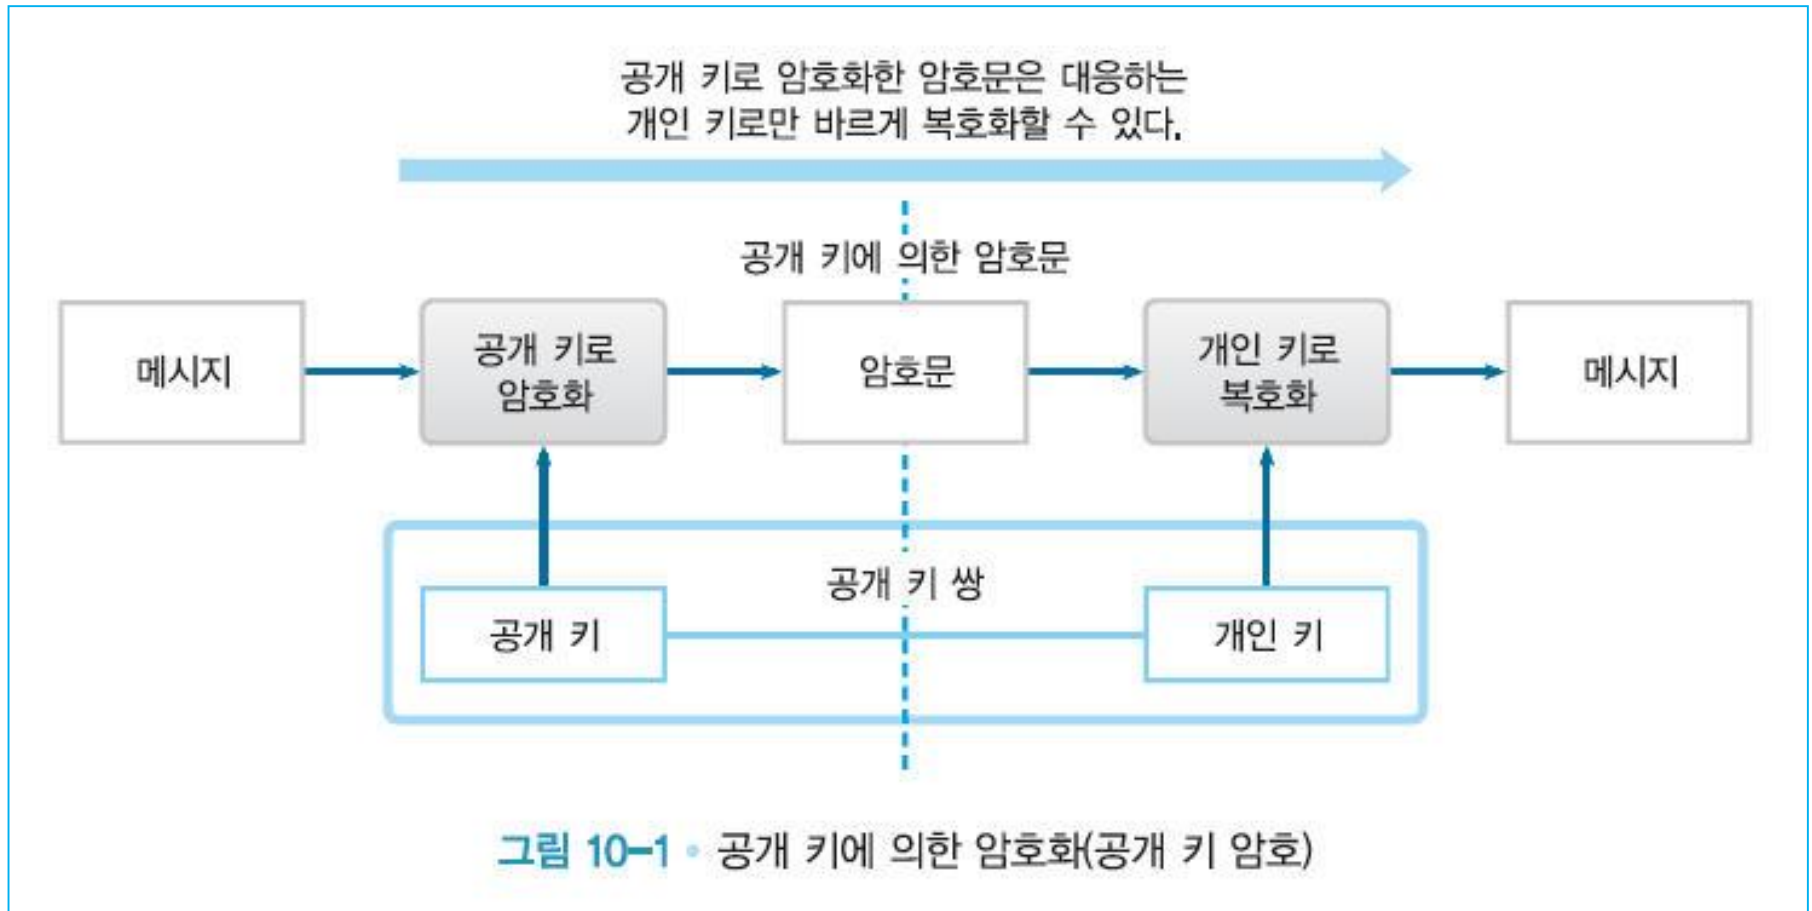 공개 키로 암호화한 암호문은 대응하는
개인 키로만 바르게 복호화할 수 있다.
공개 키에 의한 암호문
메시지
공개 키로
암호화
암호문
개인 키로
복호화
메시지
공개 키 쌍
공개 키
개인 키
그림 10-1 • 공개 키에 의한 암호화(공개 키 암호)